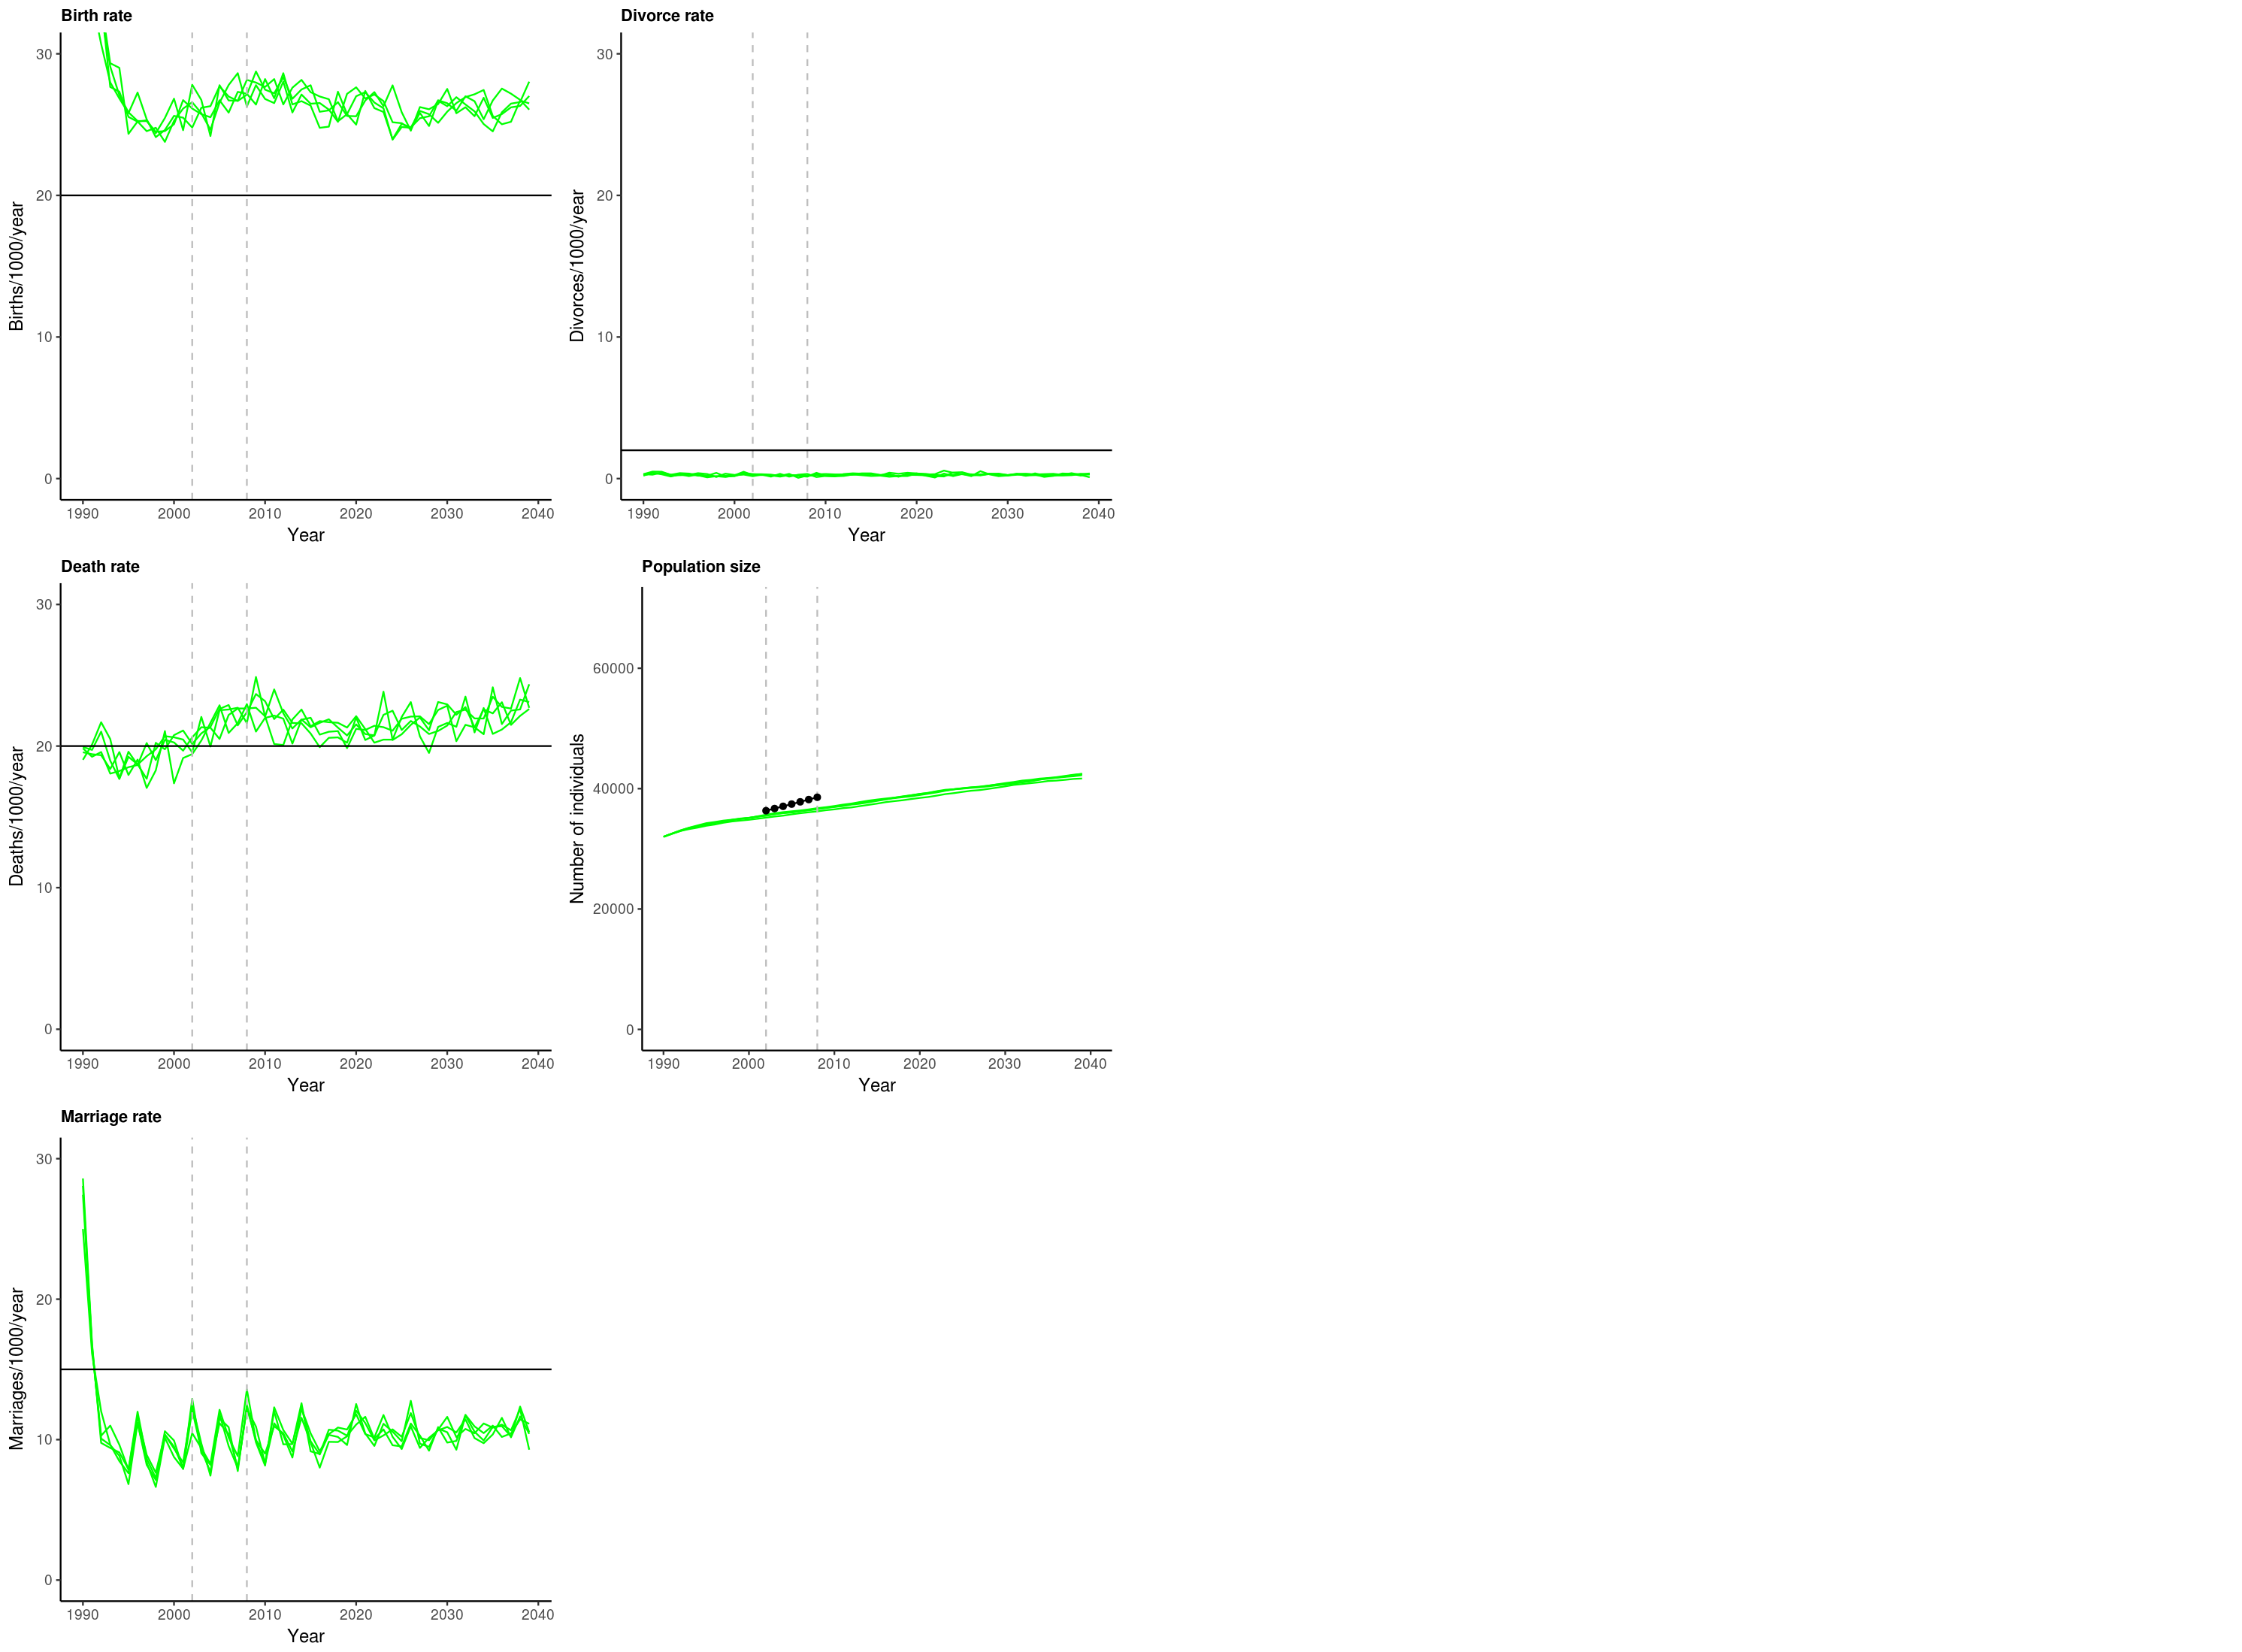 Birth rate
Births/1000/year
30
20
10
0
1990 2000 2010 2020 2030 2040
Year
Divorce rate
Divorces/1000/year
30
20
10
0
1990 2000 2010 2020 2030 2040
Year
Death rate
Deaths/1000/year
30
20
10
0
1990 2000 2010 2020 2030 2040
Year
Population size
Number of individuals
60000
40000
20000
0
1990 2000 2010 2020 2030 2040
Year
Marriage rate
Marriages/1000/year
30
20
10
0
1990 2000 2010 2020 2030 2040
Year